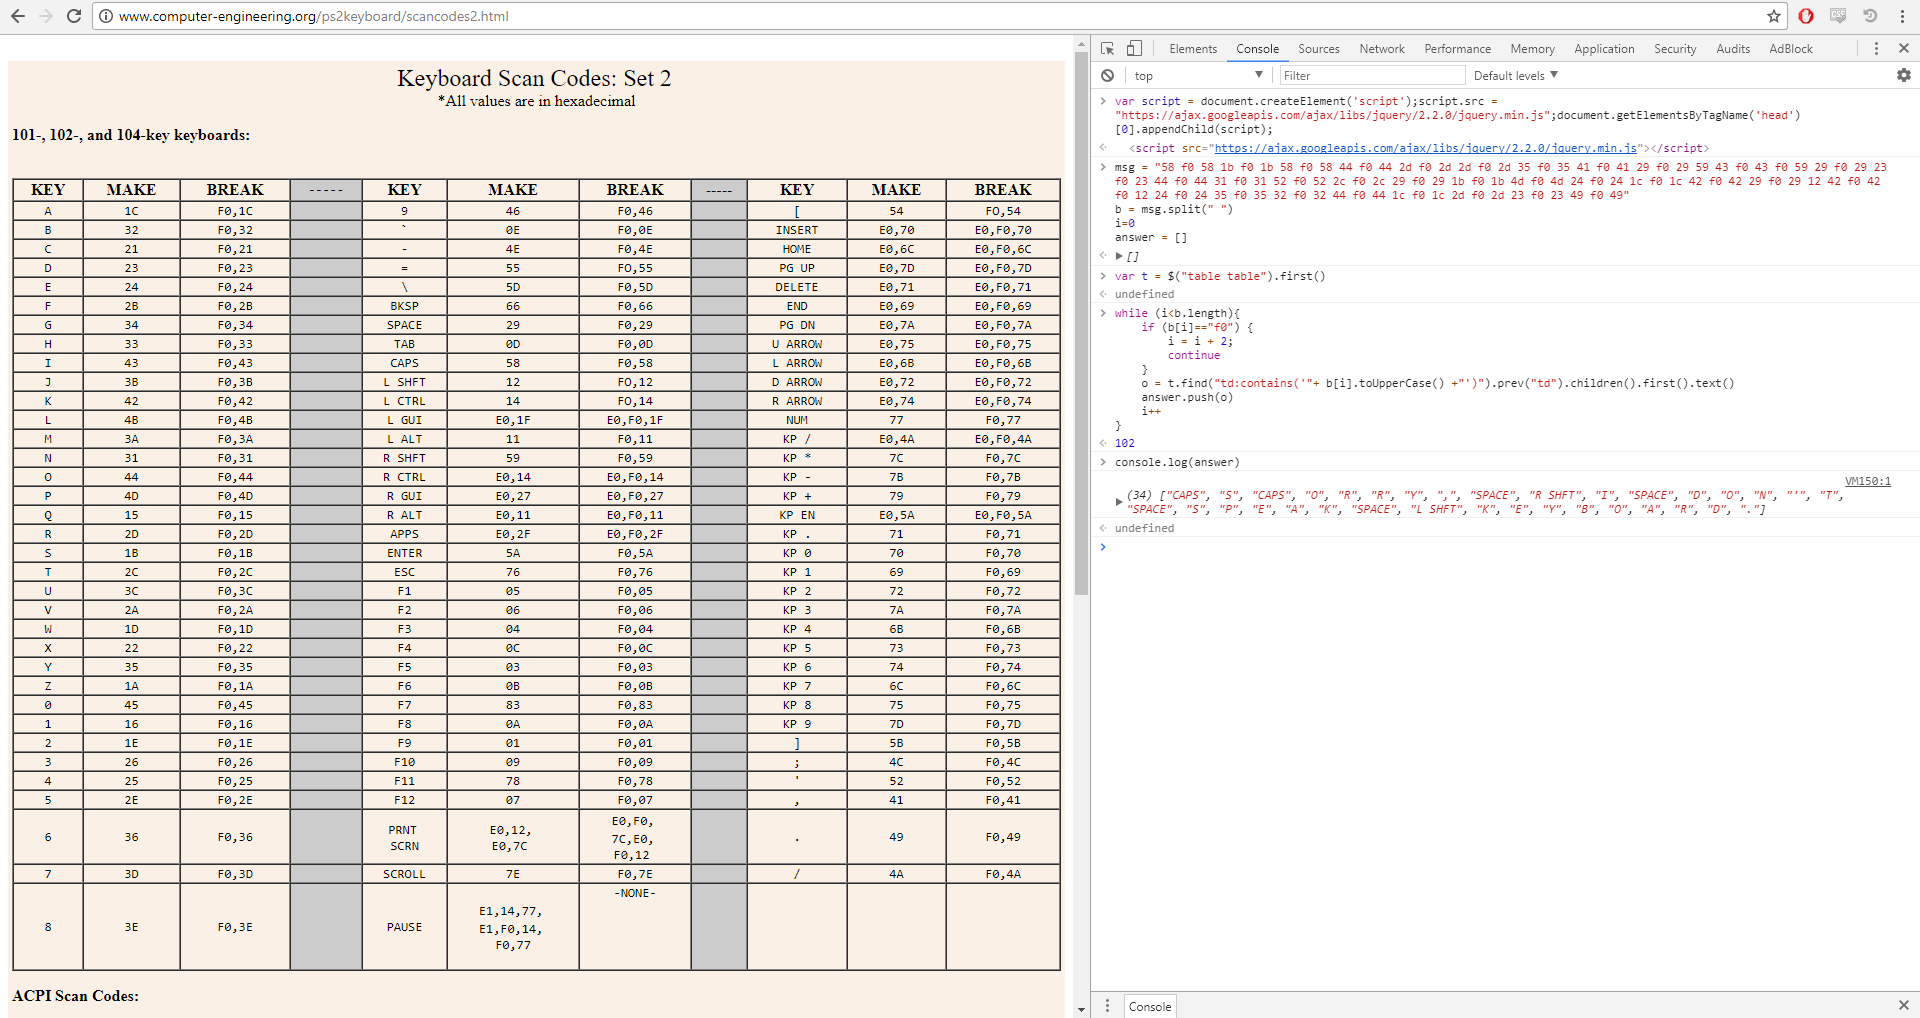 www.computer-engineering.org/ps2keyboard/scancodes2.html
Keyboard Scan Codes: Set 2
*All values are in hexadecimal
101-, 102-, and 104-key keyboards:
KEY MAKE BREAK ----- KEY MAKE BREAK ----- KEY MAKE BREAK
A 1C F0,1C 9 46 F0,46 [ 54 FO,54
B 32 F0,32 ` 0E F0,0E INSERT E0,70 E0,F0,70
C 21 F0,21 - 4E F0,4E HOME E0,6C E0,F0,6C
D 23 F0,23 = 55 FO,55 PG UP E0,7D E0,F0,7D
E 24 F0,24 \ 5D F0,5D DELETE E0,71 E0,F0,71
F 2B F0,2B BKSP 66 F0,66 END E0,69 E0,F0,69
G 34 F0,34 SPACE 29 F0,29 PG DN E0,7A E0,F0,7A
H 33 F0,33 TAB 0D F0,0D U ARROW E0,75 E0,F0,75
I 43 F0,43 CAPS 58 F0,58 L ARROW E0,6B E0,F0,6B
J 3B F0,3B L SHFT 12 FO,12 D ARROW E0,72 E0,F0,72
K 42 F0,42 L CTRL 14 FO,14 R ARROW E0,74 E0,F0,74
L 4B F0,4B L GUI E0,1F E0,F0,1F NUM 77 F0,77
M 3A F0,3A L ALT 11 F0,11 KP / E0,4A E0,F0,4A
N 31 F0,31 R SHFT 59 F0,59 KP * 7C F0,7C
O 44 F0,44 R CTRL E0,14 E0,F0,14 KP - 7B F0,7B
P 4D F0,4D R GUI E0,27 E0,F0,27 KP + 79 F0,79
Q 15 F0,15 R ALT E0,11 E0,F0,11 KP EN E0,5A E0,F0,5A
R 2D F0,2D APPS E0,2F E0,F0,2F KP . 71 F0,71
S 1B F0,1B ENTER 5A F0,5A KP 0 70 F0,70
T 2C F0,2C ESC 76 F0,76 KP 1 69 F0,69
U 3C F0,3C F1 05 F0,05 KP 2 72 F0,72
V 2A F0,2A F2 06 F0,06 KP 3 7A F0,7A
W 1D F0,1D F3 04 F0,04 KP 4 6B F0,6B
X 22 F0,22 F4 0C F0,0C KP 5 73 F0,73
Y 35 F0,35 F5 03 F0,03 KP 6 74 F0,74
Z 1A F0,1A F6 0B F0,0B KP 7 6C F0,6C
0 45 F0,45 F7 83 F0,83 KP 8 75 F0,75
1 16 F0,16 F8 0A F0,0A KP 9 7D F0,7D
2 1E F0,1E F9 01 F0,01 ] 5B F0,5B
3 26 F0,26 F10 09 F0,09 ; 4C F0,4C
4 25 F0,25 F11 78 F0,78 ' 52 F0,52
5 2E F0,2E F12 07 F0,07 , 41 F0,41
6 36 F0,36 PRNT SCRN E0,12, E0,7C E0,F0, 7C,E0, F0,12 . 49 F0,49
7 3D F0,3D SCROLL 7E F0,7E / 4A F0,4A
8 3E F0,3E PAUSE E1,14,77, E1,F0,14, F0,77 -NONE-
ACPI Scan Codes:
Elements Console Sources Network Performance Memory Application Security Audits AdBlock
top Filter Default levels
var script = document.createElement('script');script.src =
"https://ajax.googleapis.com/ajax/libs/jquery/2.2.0/jquery.min.js";document.getElementsByTagName('head')
[0].appendChild(script);
<script src="https://ajax.googleapis.com/ajax/libs/jquery/2.2.0/jquery.min.js"></script>
msg = "58 f0 58 1b f0 1b 58 f0 58 44 f0 44 2d f0 2d 2d f0 2d 35 f0 35 41 f0 41 29 f0 29 59 43 f0 43 f0 59 29 f0 29 23
f0 23 44 f0 44 31 f0 31 52 f0 52 2c f0 2c 29 f0 29 1b f0 1b 4d f0 4d 24 f0 24 1c f0 1c 42 f0 42 29 f0 29 12 42 f0 42
f0 12 24 f0 24 35 f0 35 32 f0 32 44 f0 44 1c f0 1c 2d f0 2d 23 f0 23 49 f0 49"
b = msg.split(" ")
i=0
answer = []
[]
var t = $("table table").first()
undefined
while (i<b.length){
if (b[i]=="f0") {
i = i + 2;
continue
}
o = t.find("td:contains('"+ b[i].toUpperCase() +"')").prev("td").children().first().text()
answer.push(o)
i++
}
102
console.log(answer)
VM150:1
(34) ["CAPS", "S", "CAPS", "O", "R", "R", "Y", ",", "SPACE", "R SHFT", "I", "SPACE", "D", "O", "N", "'", "T",
"SPACE", "S", "P", "E", "A", "K", "SPACE", "L SHFT", "K", "E", "Y", "B", "O", "A", "R", "D", "."]
undefined
Console